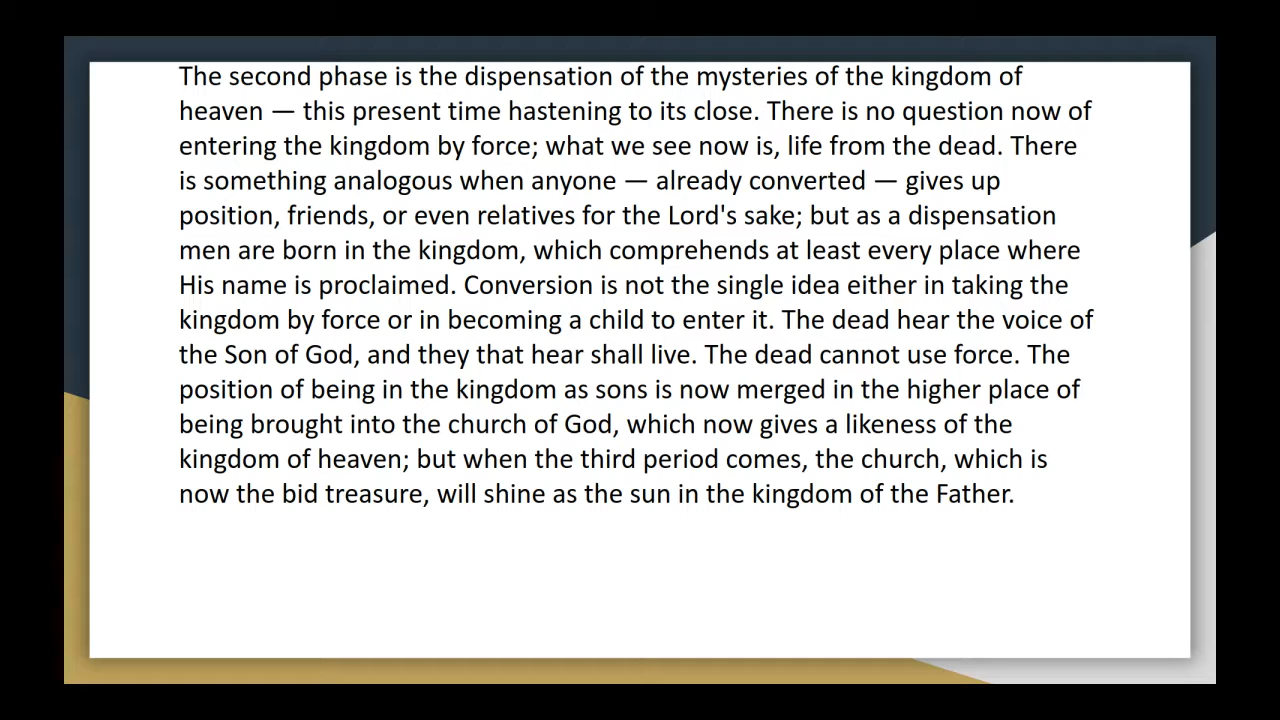 The second phase is the dispensation of the mysteries of the kingdom of
heaven — this present time hastening to its close. There is no question now of
entering the kingdom by force; what we see now is, life from the dead. There
is something analogous when anyone — already converted — gives up
position, friends, or even relatives for the Lord's sake; but as a dispensation
men are born in the kingdom, which comprehends at least every place where
His name is proclaimed. Conversion is not the single idea either in taking the
kingdom by force or in becoming a child to enter it. The dead hear the voice of
the Son of God, and they that hear shall live. The dead cannot use force. The
position of being in the kingdom as sons is now merged in the higher place of
being brought into the church of God, which now gives a likeness of the
kingdom of heaven; but when the third period comes, the church, which is
now the bid treasure, will shine as the sun in the kingdom of the Father.